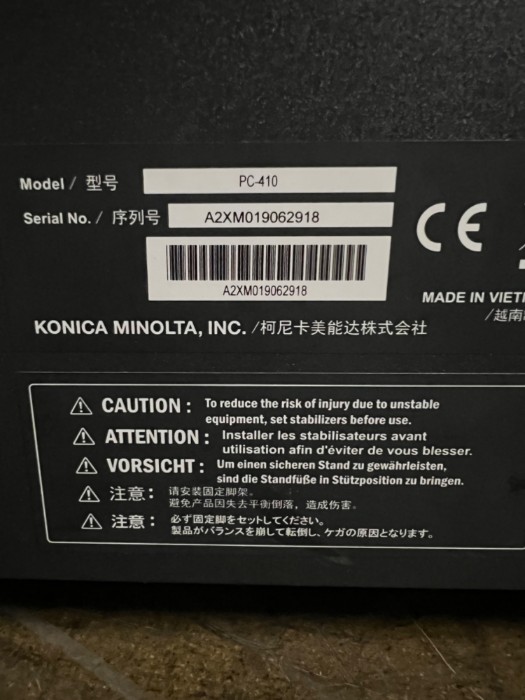 Model / 型号 PC-410
Serial No. / 序列号 A2XM019062918
A2XM019062918
CE
MADE IN VIET
/越南
KONICA MINOLTA, INC. /柯尼卡美能达株式会社
CAUTION : To reduce the risk of injury due to unstable
equipment, set stabilizers before use.
ATTENTION : Installer les stabilisateurs avant
utilisation afin d'éviter de vous blesser.
VORSICHT : Um einen sicheren Stand zu gewährleisten,
sind die Standfüße in Stützposition zu bringen.
注意： 请安装固定脚架。
避免产品因失去平衡倒落，造成伤害。
注意： 必ず固定脚をセットしてください。
製品がバランスを崩して転倒し、ケガの原因となります。